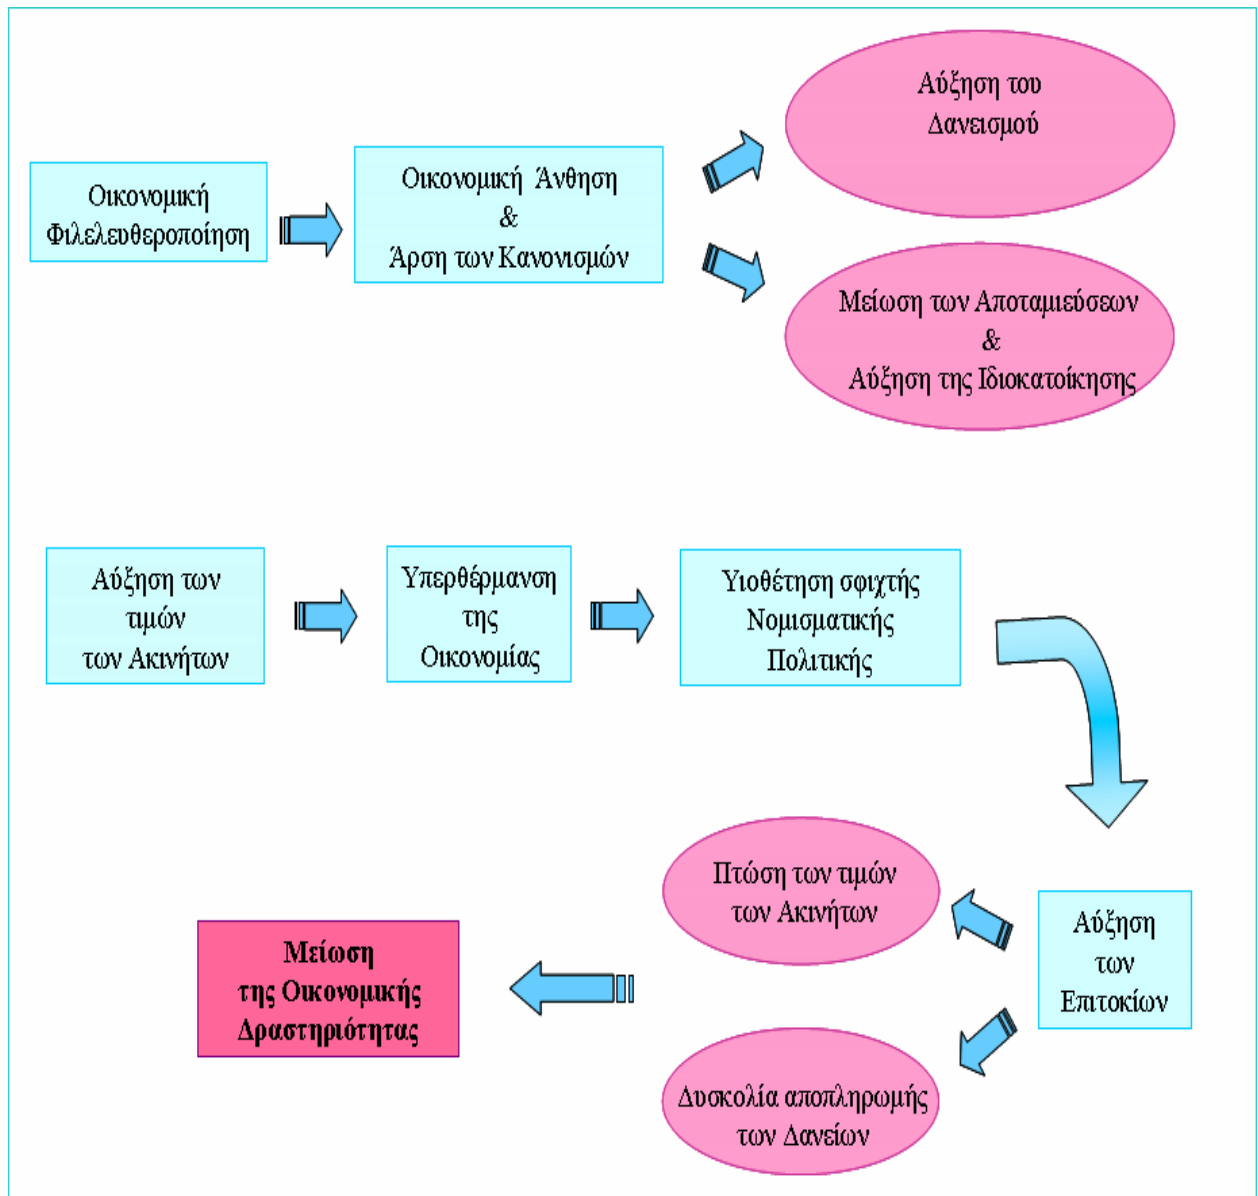 Οικονομική
Φιλελευθεροποίηση
Οικονομική Άνθηση
&
Άρση των Κανονισμών
Αύξηση του
Δανεισμού
Μείωση των Αποταμιεύσεων
&
Αύξηση της Ιδιοκατοίκησης
Αύξηση των
τιμών
των Ακινήτων
Υπερθέρμανση
της
Οικονομίας
Υιοθέτηση σφιχτής
Νομισματικής
Πολιτικής
Αύξηση
των
Επιτοκίων
Πτώση των τιμών
των Ακινήτων
Δυσκολία αποπληρωμής
των Δανείων
Μείωση
της Οικονομικής
Δραστηριότητας